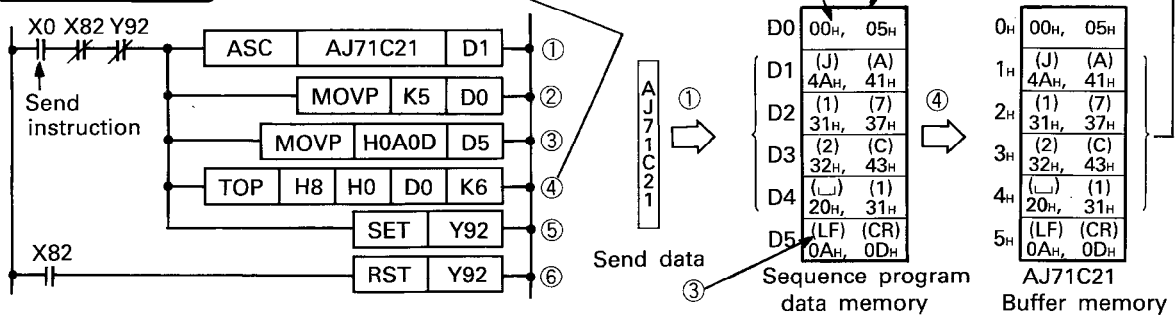 X0 X82 Y92
ASC AJ71C21 D1 ①
Send
instruction
MOVP K5 D0 ②
MOVP H0A0D D5 ③
TOP H8 H0 D0 K6 ④
SET Y92 ⑤
X82
RST Y92 ⑥
AJ71C21
①
Send data
D0 00H, 05H
D1 (J) (A)
4AH, 41H
D2 (1) (7)
31H, 37H
D3 (2) (C)
32H, 43H
D4 (␣) (1)
20H, 31H
D5 (LF) (CR)
0AH, 0DH
③
Sequence program
data memory
④
0H 00H, 05H
1H (J) (A)
4AH, 41H
2H (1) (7)
31H, 37H
3H (2) (C)
32H, 43H
4H (␣) (1)
20H, 31H
5H (LF) (CR)
0AH, 0DH
AJ71C21
Buffer memory